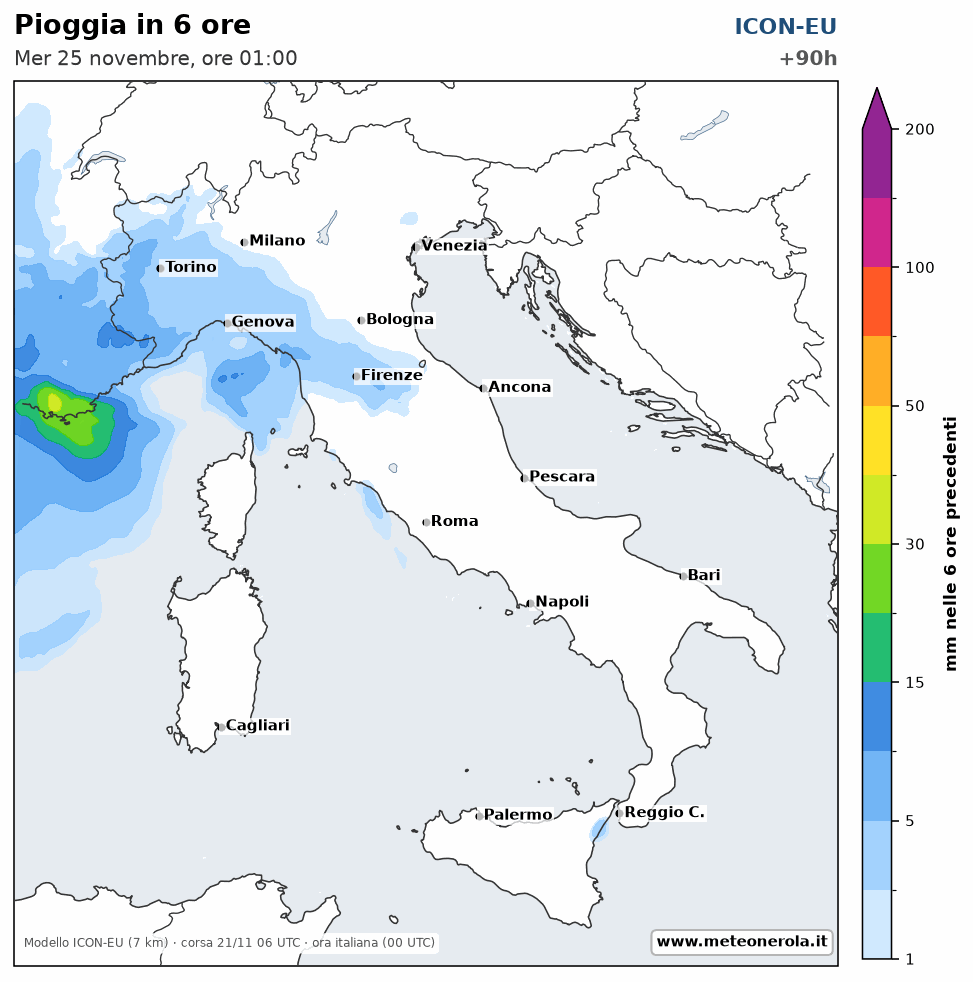 Pioggia in 6 ore
ICON-EU
Mer 25 novembre, ore 01:00
+90h
200
100
50
30
15
5
1
mm nelle 6 ore precedenti
Milano
Venezia
Torino
Genova
Bologna
Firenze
Ancona
Pescara
Roma
Bari
Napoli
Cagliari
Palermo
Reggio C.
Modello ICON-EU (7 km) · corsa 21/11 06 UTC · ora italiana (00 UTC)
www.meteonerola.it